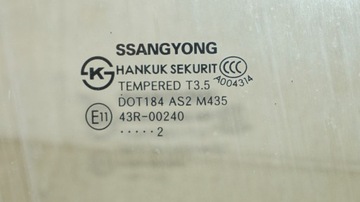 SSANGYONG
HANKUK SEKURIT CCC
TEMPERED T3.5 A004314
DOT184 AS2 M435
E11 43R-00240
·····2